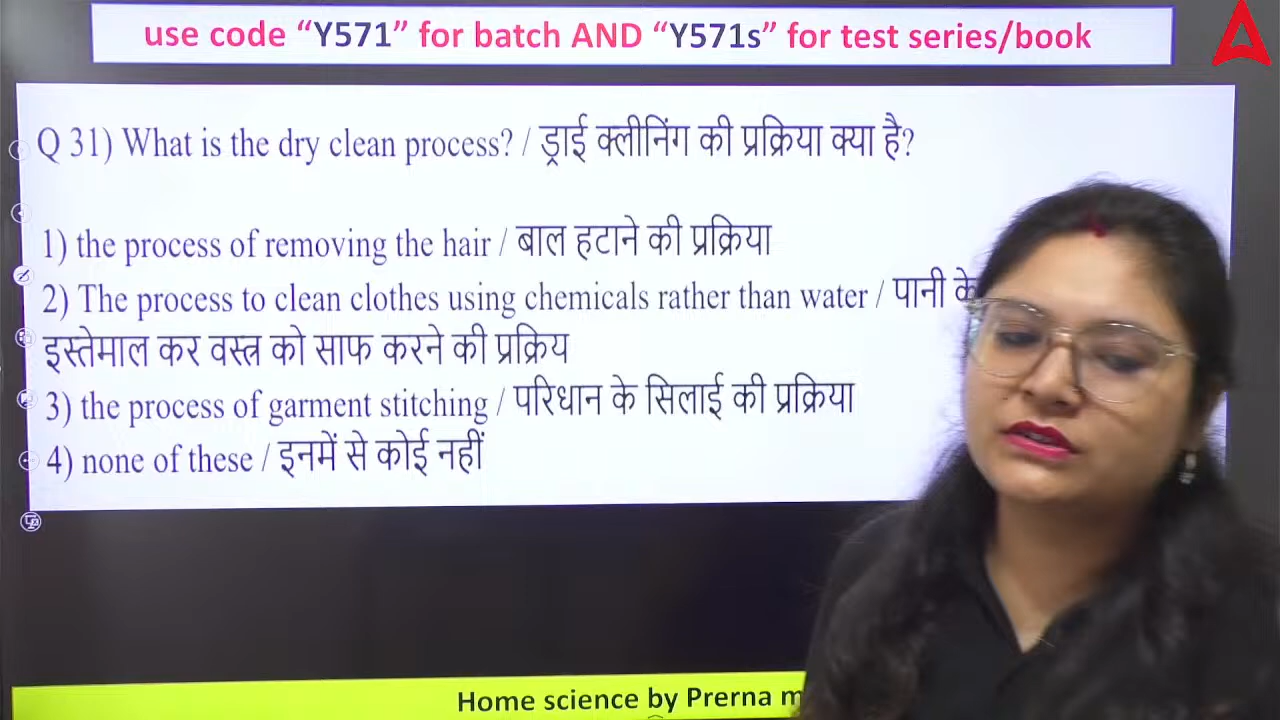 use code “Y571” for batch AND “Y571s” for test series/book
Q 31) What is the dry clean process? / ड्राई क्लीनिंग की प्रक्रिया क्या है?
1) the process of removing the hair / बाल हटाने की प्रक्रिया
2) The process to clean clothes using chemicals rather than water / पानी के
इस्तेमाल कर वस्त्र को साफ करने की प्रक्रिय
3) the process of garment stitching / परिधान के सिलाई की प्रक्रिया
4) none of these / इनमें से कोई नहीं
Home science by Prerna